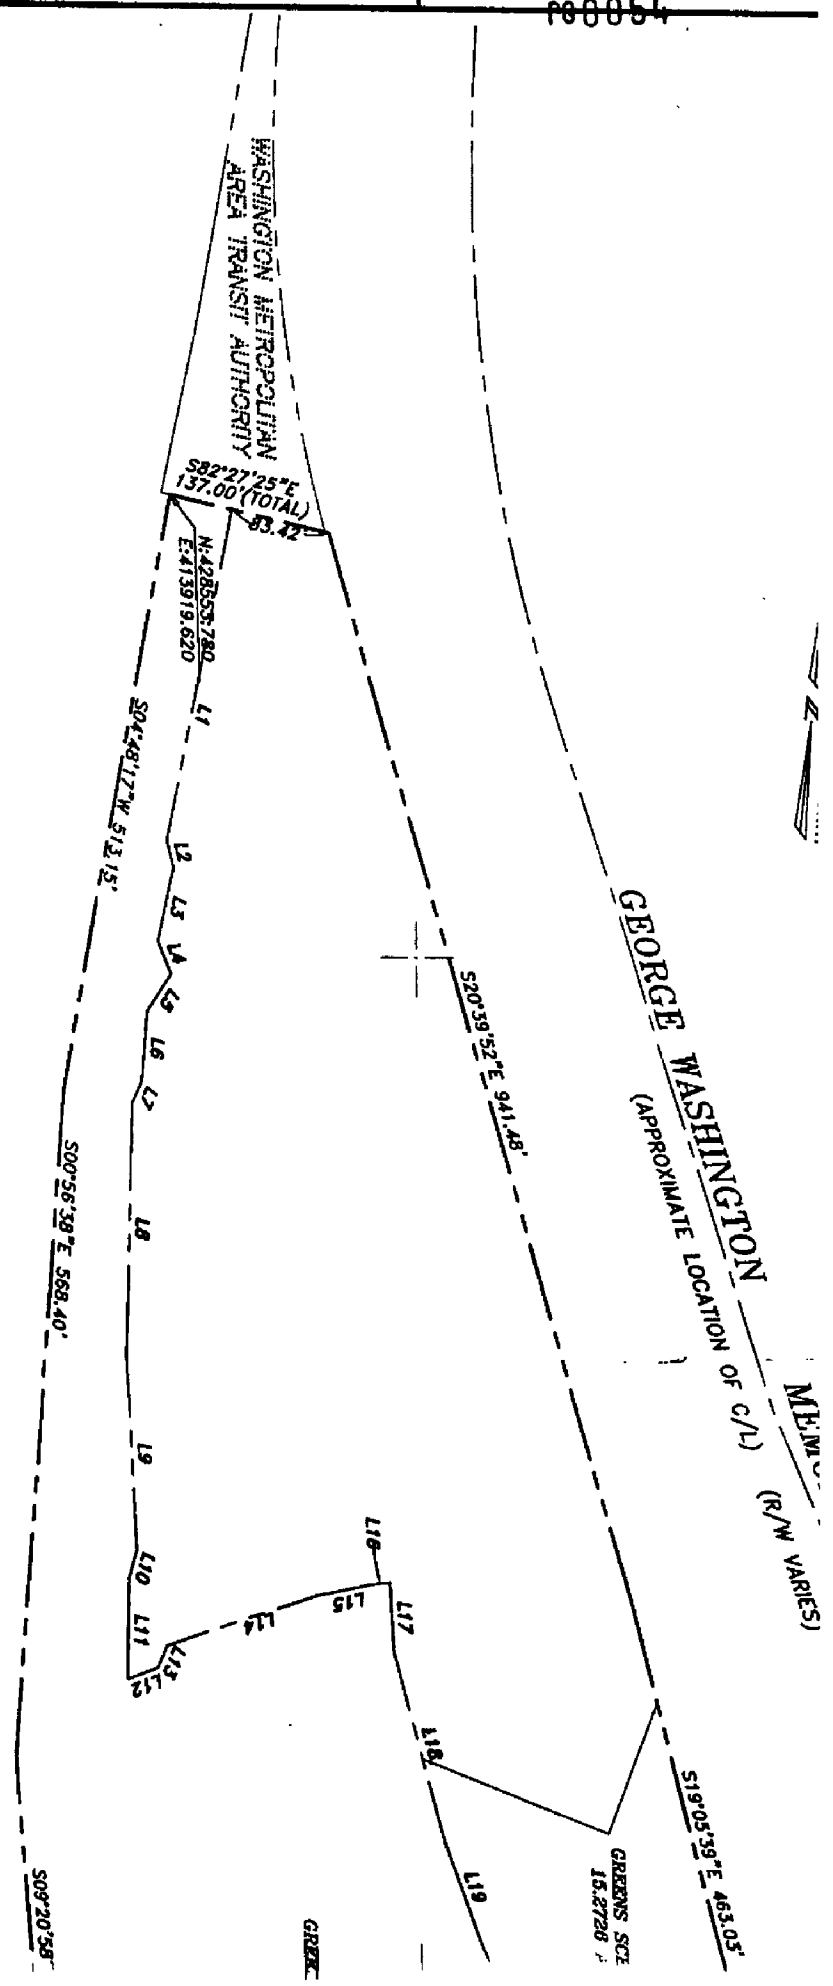 WASHINGTON METROPOLITAN
AREA TRANSIT AUTHORITY
S82°27'25"E
137.00'(TOTAL)
83.42'
N:428553.780
E:413919.620
L1
S04°48'17"W 513.15'
L2
L3
L4
L5
L6
L7
S20°39'52"E 941.48'
GEORGE WASHINGTON
(APPROXIMATE LOCATION OF C/L) (R/W VARIES)
S00°56'38"E 568.40'
L8
L9
L10
L11
L12
L13
L14
L15
L16
L17
L18
L19
S19°05'39"E 463.03'
GREENS
15.2726
S09°20'58"